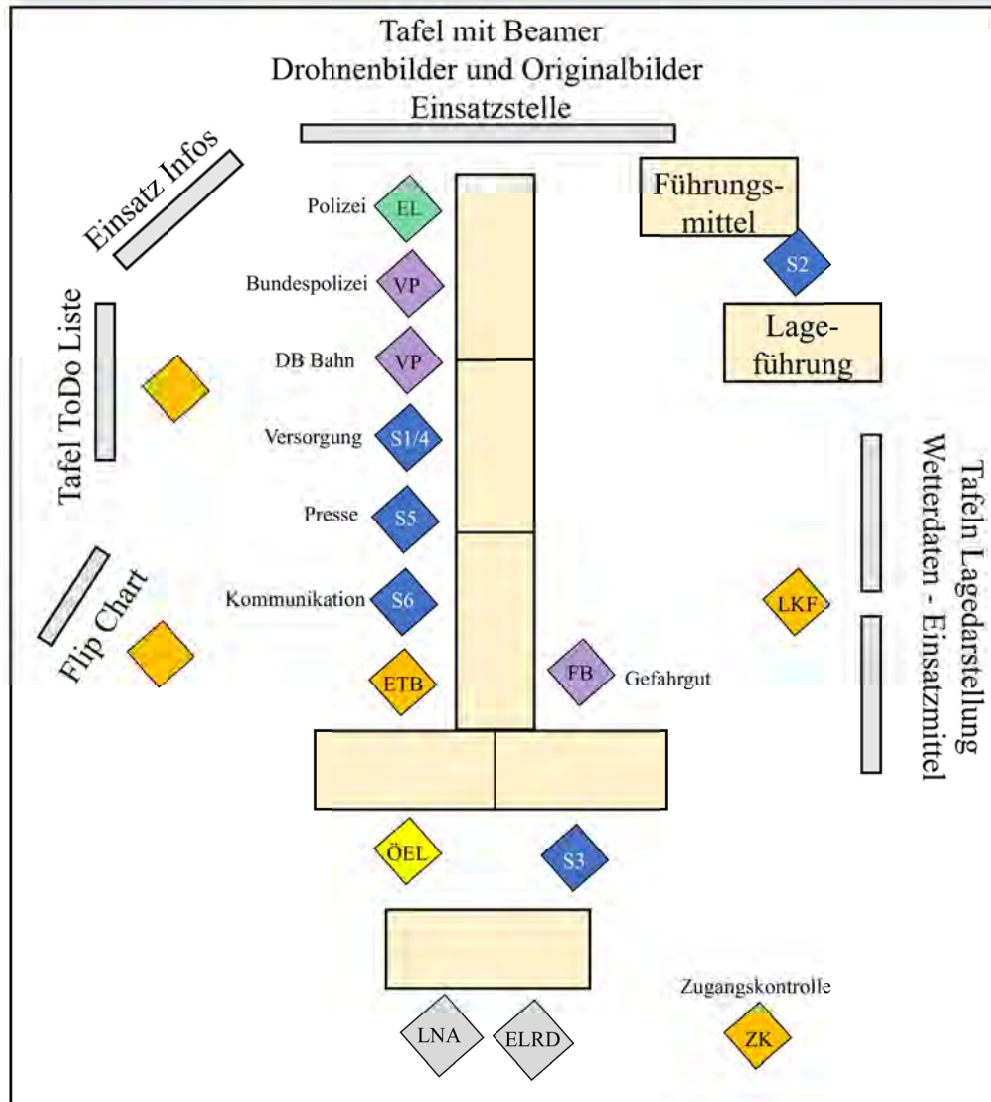 Tafel mit Beamer
Drohnenbilder und Originalbilder
Einsatzstelle
Einsatz Infos
Führungs-
mittel
Polizei
EL
S2
Bundespolizei
VP
Tafel ToDo Liste
Lage-
führung
DB Bahn
VP
Versorgung
S1/4
Presse
S5
Tafeln Lagedarstellung
Wetterdaten - Einsatzmittel
Flip Chart
Kommunikation
S6
LKF
ETB
FB
Gefahrgut
ÖEL
S3
Zugangskontrolle
LNA
ELRD
ZK